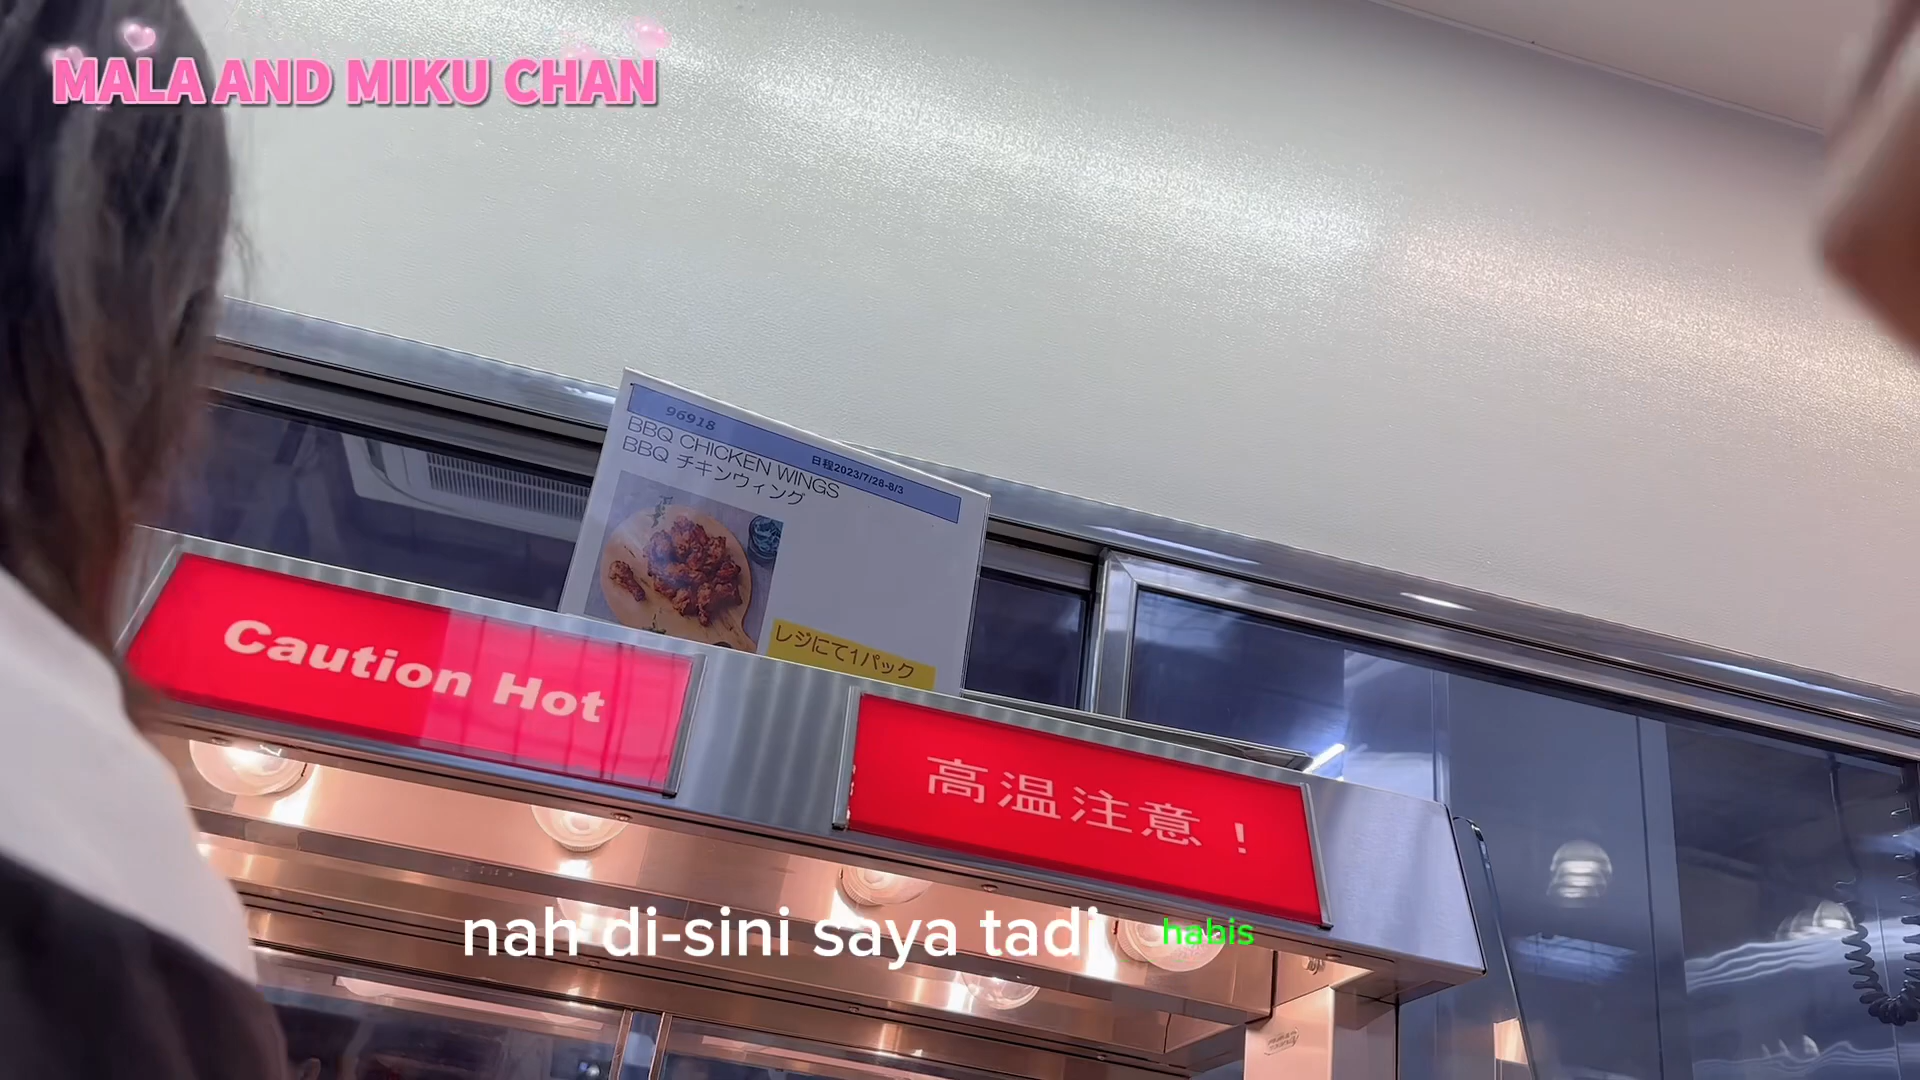 MALA AND MIKU CHAN
96918
日程2023/7/28-8/3
BBQ CHICKEN WINGS
BBQ チキンウィング
レジにて1パック
Caution Hot
高温注意！
nah di-sini saya tadi habis